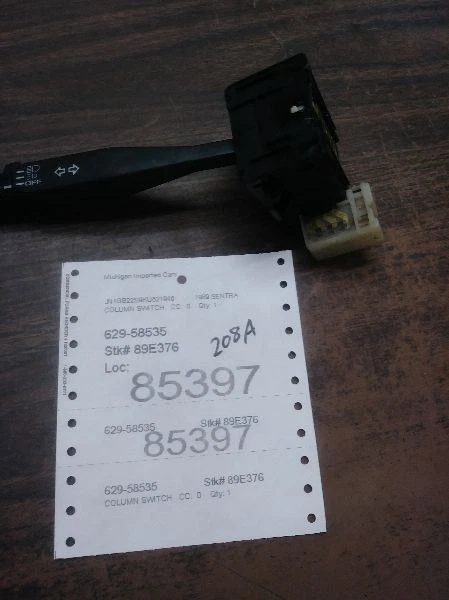 Michigan Imported Cars
1989 SENTRA
COLUMN SWITCH CC: 0 Qty: 1
629-58535
Stk# 89E376
208A
Loc:
85397
629-58535 Stk# 89E376
85397
629-58535 Stk# 89E376
COLUMN SWITCH CC: 0 Qty: 1